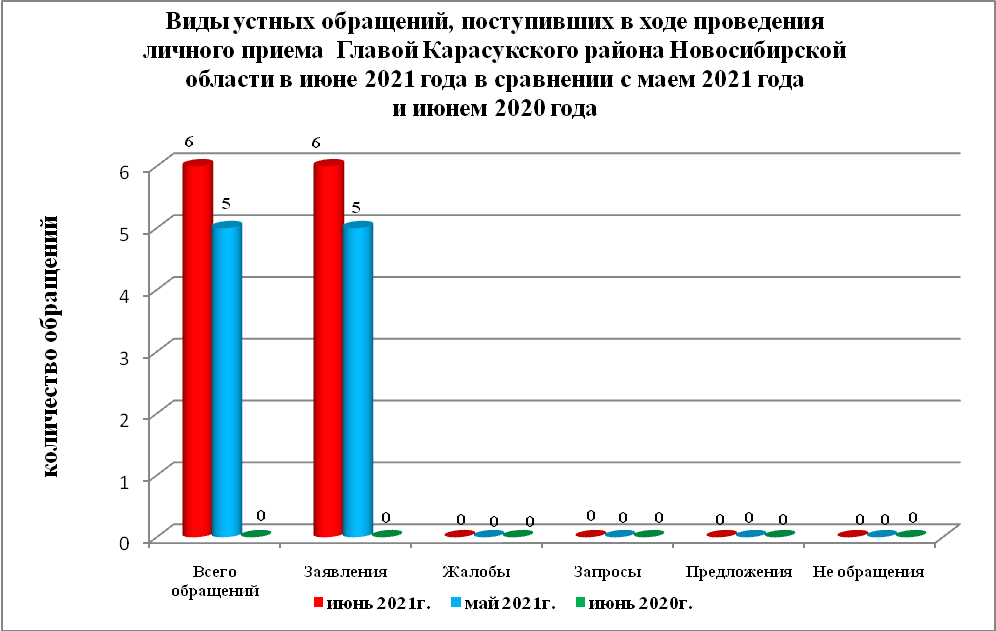 Виды устных обращений, поступивших в ходе проведения
личного приема Главой Карасукского района Новосибирской
области в июне 2021 года в сравнении с маем 2021 года
и июнем 2020 года
количество обращений
6
5
4
3
2
1
0
6
5
0
6
5
0
0
0
0
0
0
0
0
0
0
0
0
0
Всего
обращений
Заявления
Жалобы
Запросы
Предложения
Не обращения
июнь 2021г.
май 2021г.
июнь 2020г.